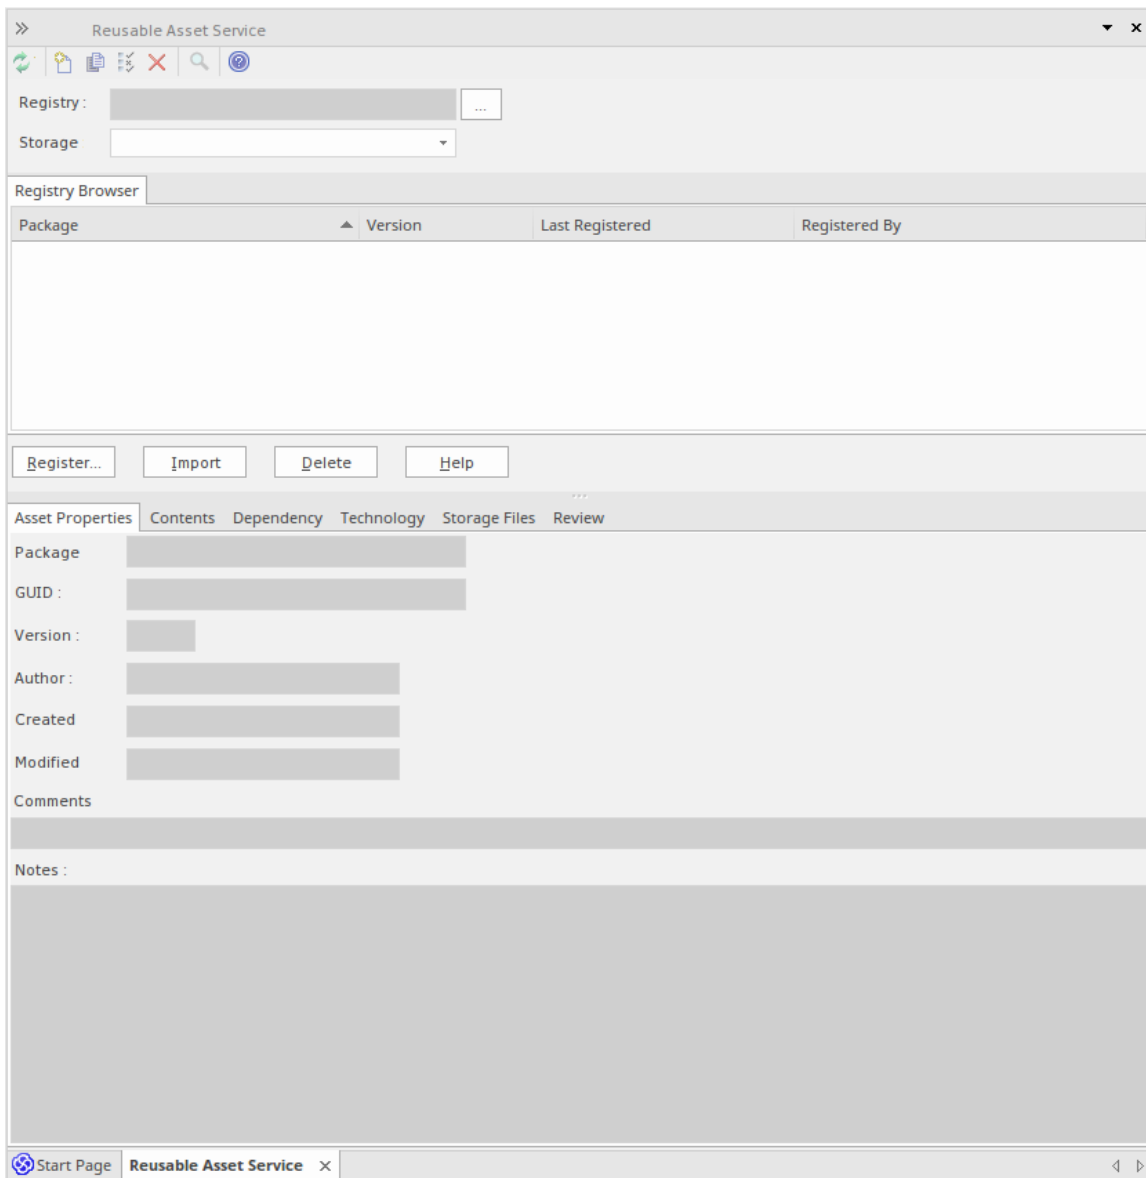 Reusable Asset Service
Registry :
...
Storage
Registry Browser
Package Version Last Registered Registered By
Register... Import Delete Help
Asset Properties Contents Dependency Technology Storage Files Review
Package
GUID :
Version :
Author :
Created
Modified
Comments
Notes :
Start Page Reusable Asset Service